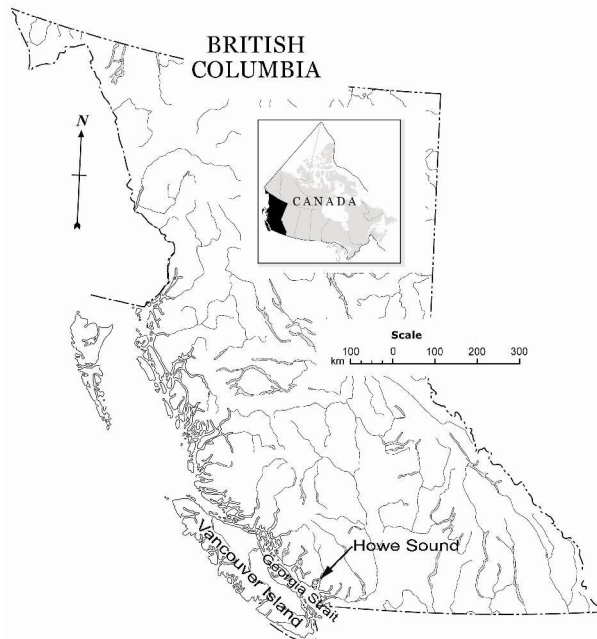 BRITISH
COLUMBIA
N
CANADA
Scale
100 0 100 200 300
km
Howe Sound
Georgia Strait
Vancouver Island